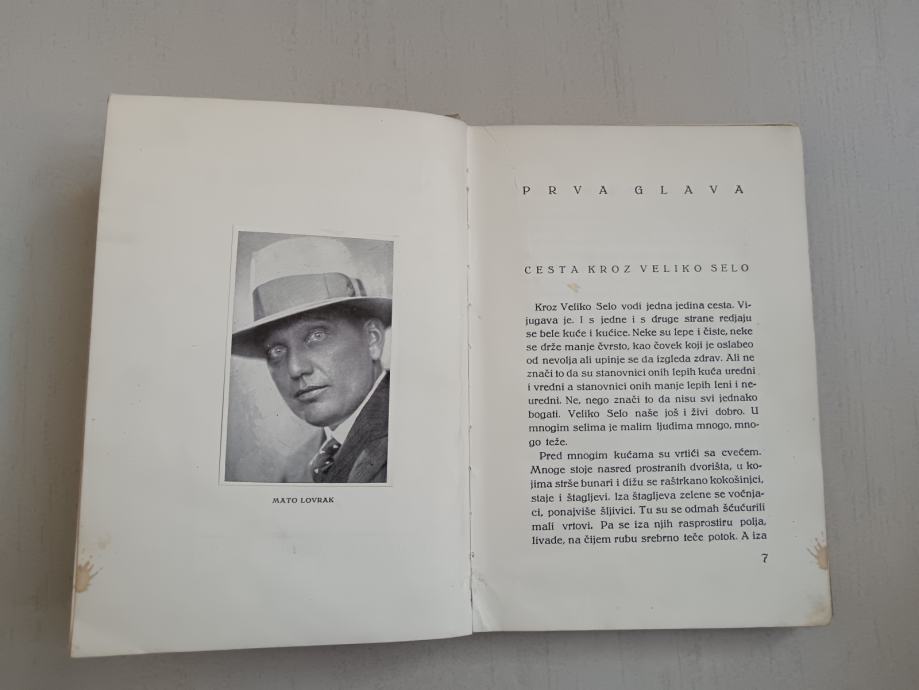 MATO LOVRAK
PRVA GLAVA
CESTA KROZ VELIKO SELO
Kroz Veliko Selo vodi jedna jedina cesta. Vi-
jugava je. I s jedne i s druge strane redjaju
se bele kuće i kućice. Neke su lepe i čiste, neke
se drže manje čvrsto, kao čovek koji je oslabeo
od nevolja ali upinje se da izgleda zdrav. Ali ne
znači to da su stanovnici onih lepih kuća uredni
i vredni a stanovnici onih manje lepih leni i ne-
uredni. Ne, nego znači to da nisu svi jednako
bogati. Veliko Selo naše još i živi dobro. U
mnogim selima je malim ljudima mnogo, mno-
go teže.
Pred mnogim kućama su vrtići sa cvećem.
Mnoge stoje nasred prostranih dvorišta, u ko-
jima strše bunari i dižu se raštrkano kokošinjci,
staje i štagljevi. Iza štagljeva zelene se voćnja-
ci, ponajviše šljivici. Tu su se odmah šćućurili
mali vrtovi. Pa se iza njih rasprostiru polja,
livade, na čijem rubu srebrno teče potok. A iza
7